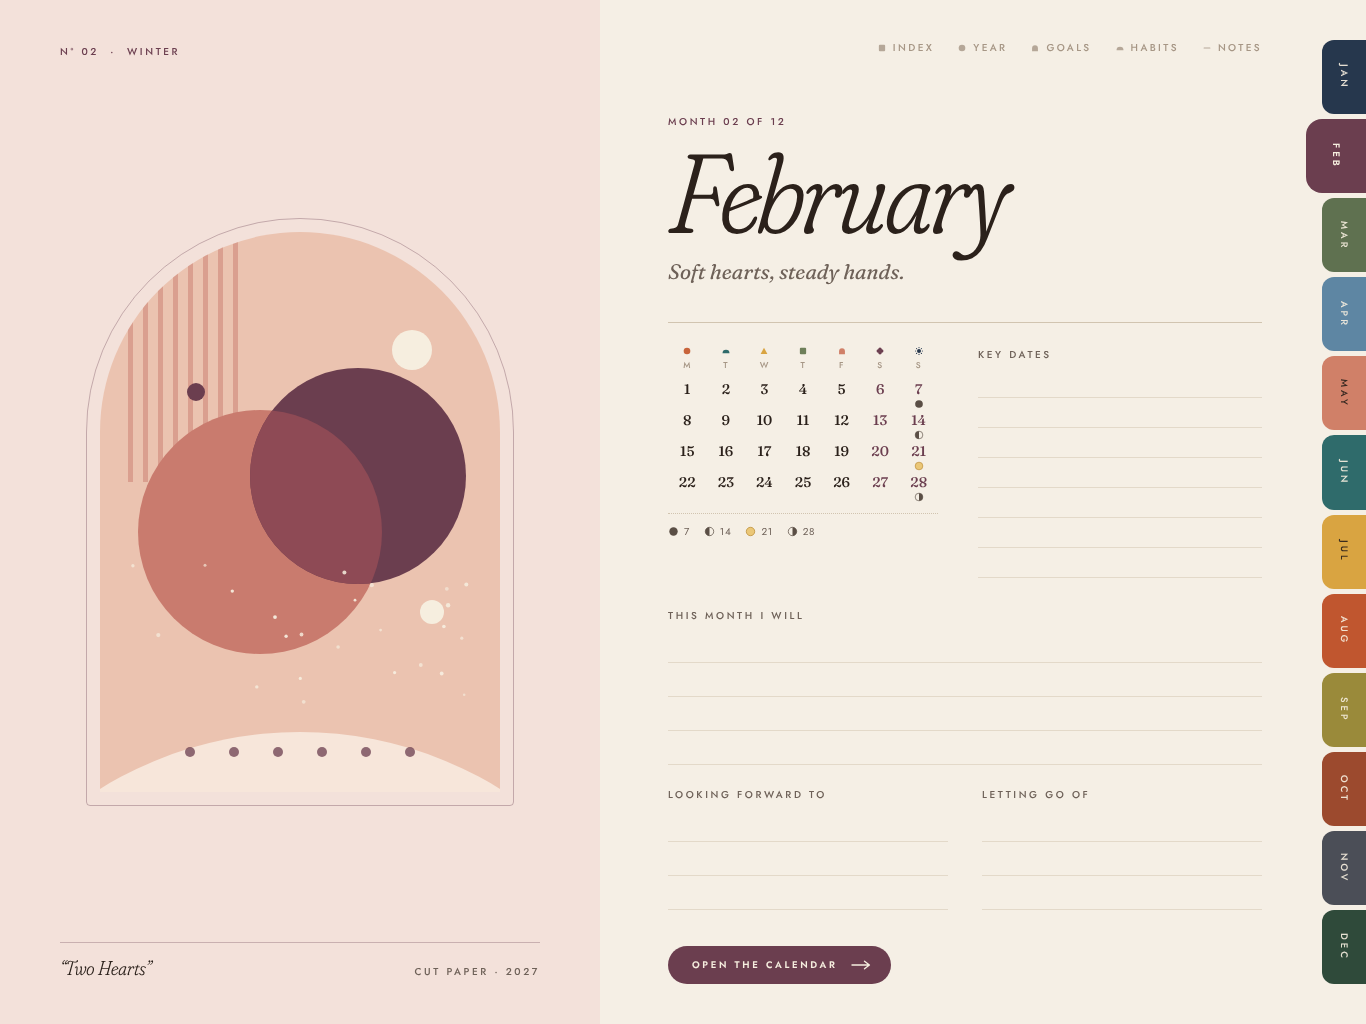 N° 02 · WINTER
“Two Hearts”
CUT PAPER · 2027
INDEX YEAR GOALS HABITS NOTES
MONTH 02 OF 12
February
Soft hearts, steady hands.
M T W T F S S
1 2 3 4 5 6 7
8 9 10 11 12 13 14
15 16 17 18 19 20 21
22 23 24 25 26 27 28
7 14 21 28
KEY DATES
THIS MONTH I WILL
LOOKING FORWARD TO
LETTING GO OF
OPEN THE CALENDAR
JAN
FEB
MAR
APR
MAY
JUN
JUL
AUG
SEP
OCT
NOV
DEC